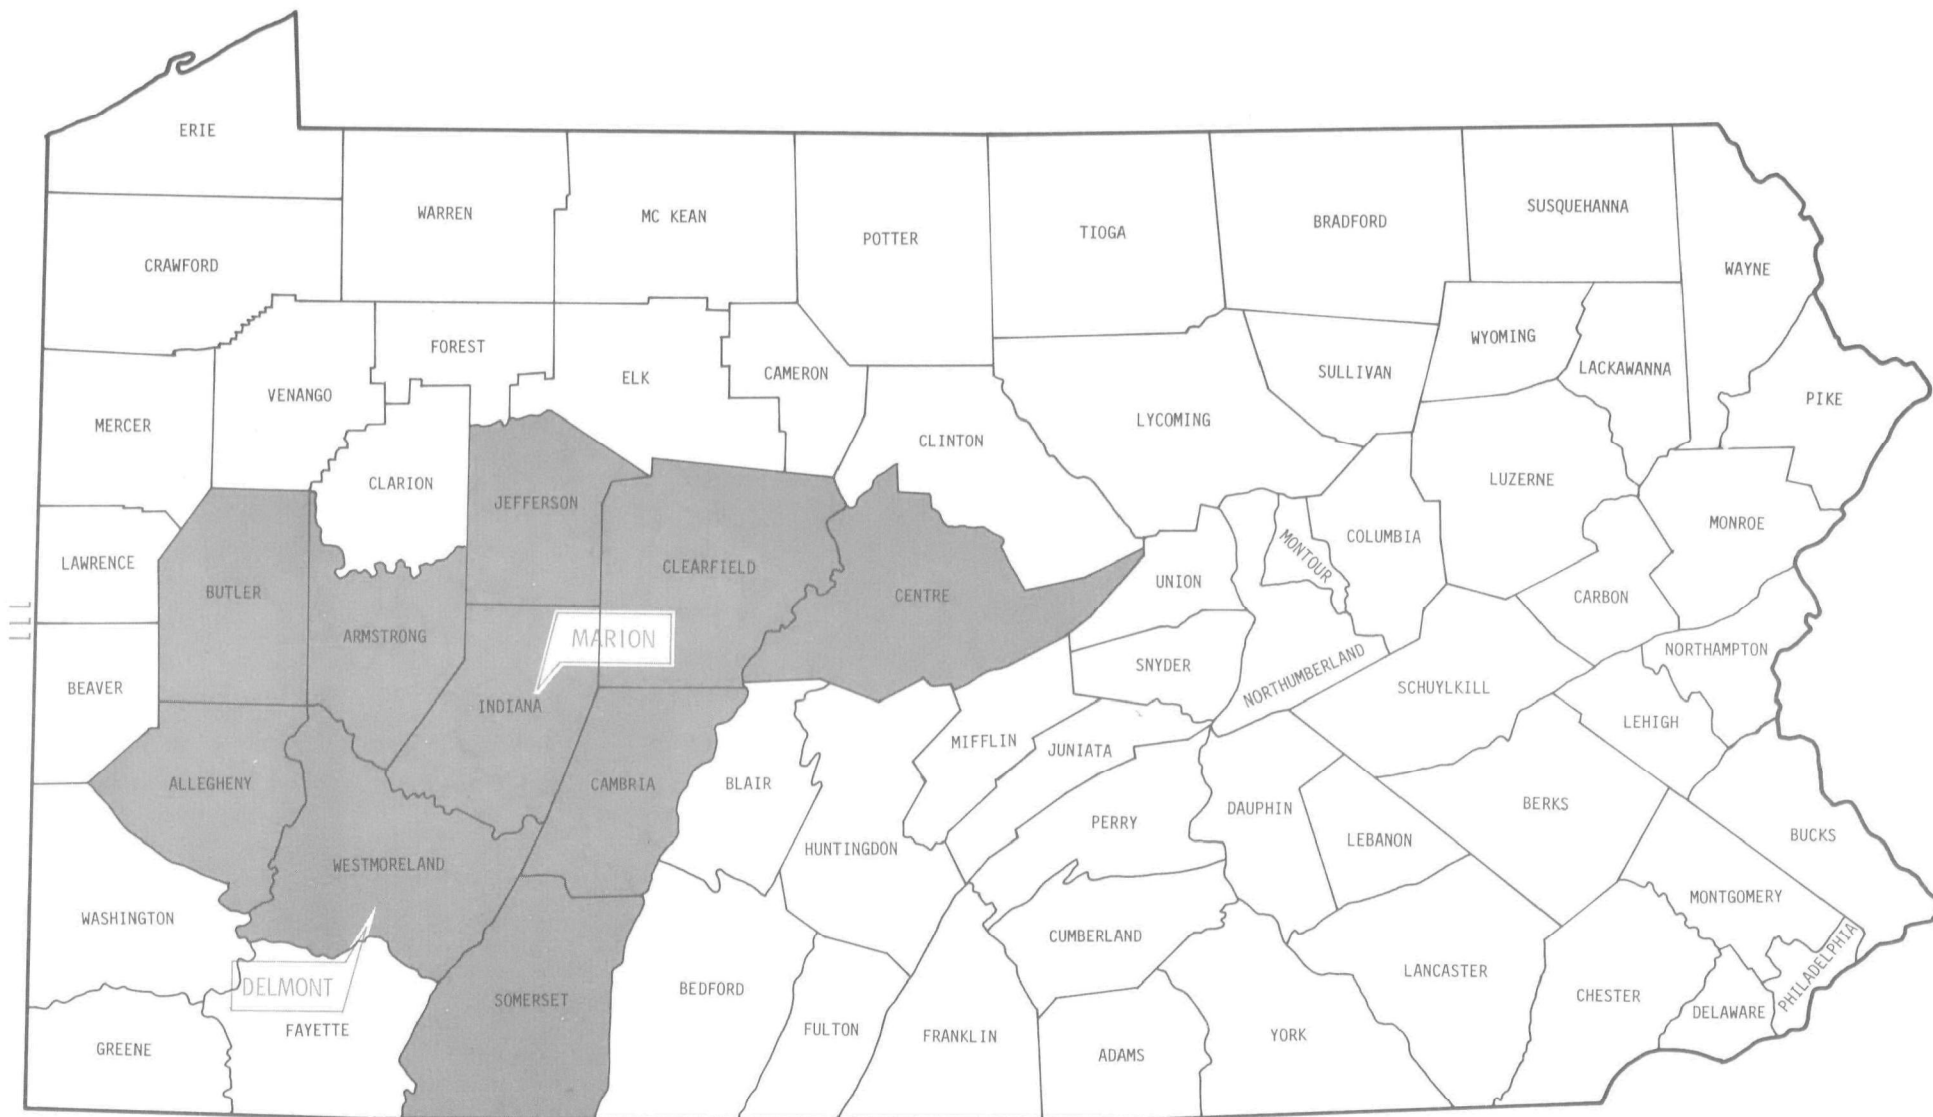 ERIE
CRAWFORD
WARREN
MC KEAN
POTTER
TIOGA
BRADFORD
SUSQUEHANNA
WAYNE
MERCER
VENANGO
FOREST
ELK
CAMERON
CLINTON
LYCOMING
SULLIVAN
WYOMING
LACKAWANNA
PIKE
CLARION
JEFFERSON
CLEARFIELD
CENTRE
UNION
MONTOUR
COLUMBIA
LUZERNE
MONROE
LAWRENCE
BUTLER
ARMSTRONG
MARION
INDIANA
SNYDER
NORTHUMBERLAND
SCHUYLKILL
CARBON
NORTHAMPTON
LEHIGH
BEAVER
ALLEGHENY
CAMBRIA
BLAIR
MIFFLIN
JUNIATA
PERRY
DAUPHIN
LEBANON
BERKS
BUCKS
WESTMORELAND
HUNTINGDON
WASHINGTON
DELMONT
SOMERSET
BEDFORD
CUMBERLAND
LANCASTER
MONTGOMERY
PHILADELPHIA
GREENE
FAYETTE
FULTON
FRANKLIN
ADAMS
YORK
CHESTER
DELAWARE